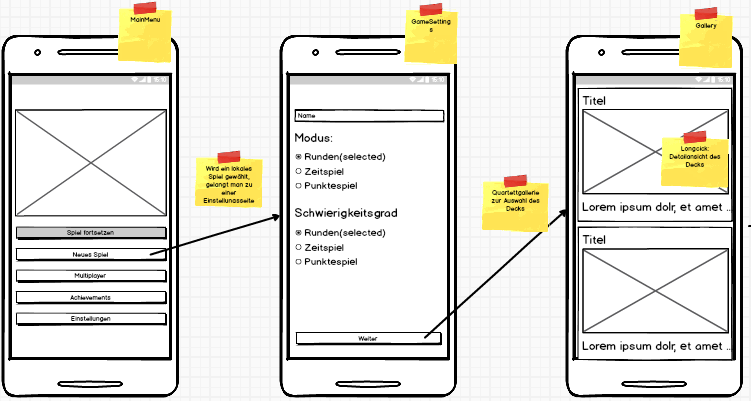 MainMenu
Spiel fortsetzen
Neues Spiel
Multiplayer
Achievements
Einstellungen
Wird ein lokales
Spiel gewählt,
gelangt man zu
einer
Einstellungsseite
GameSetting
s
Name
Modus:
Runden(selected)
Zeitspiel
Punktespiel
Schwierigkeitsgrad
Runden(selected)
Zeitspiel
Punktespiel
Weiter
Quartettgallerie
zur Auswahl des
Decks
Gallery
Titel
Longclick:
Detailansicht des
Decks
Lorem ipsum dolr, et amet ...
Titel
Lorem ipsum dolr, et amet ...